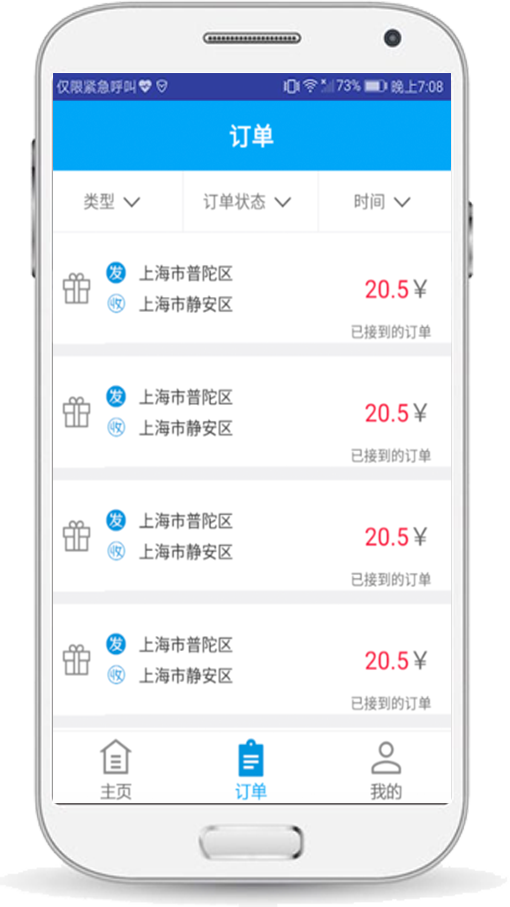 仅限紧急呼叫 73% 晚上7:08
订单
类型 订单状态 时间
发 上海市普陀区
收 上海市静安区
20.5¥
已接到的订单
发 上海市普陀区
收 上海市静安区
20.5¥
已接到的订单
发 上海市普陀区
收 上海市静安区
20.5¥
已接到的订单
发 上海市普陀区
收 上海市静安区
20.5¥
已接到的订单
主页 订单 我的